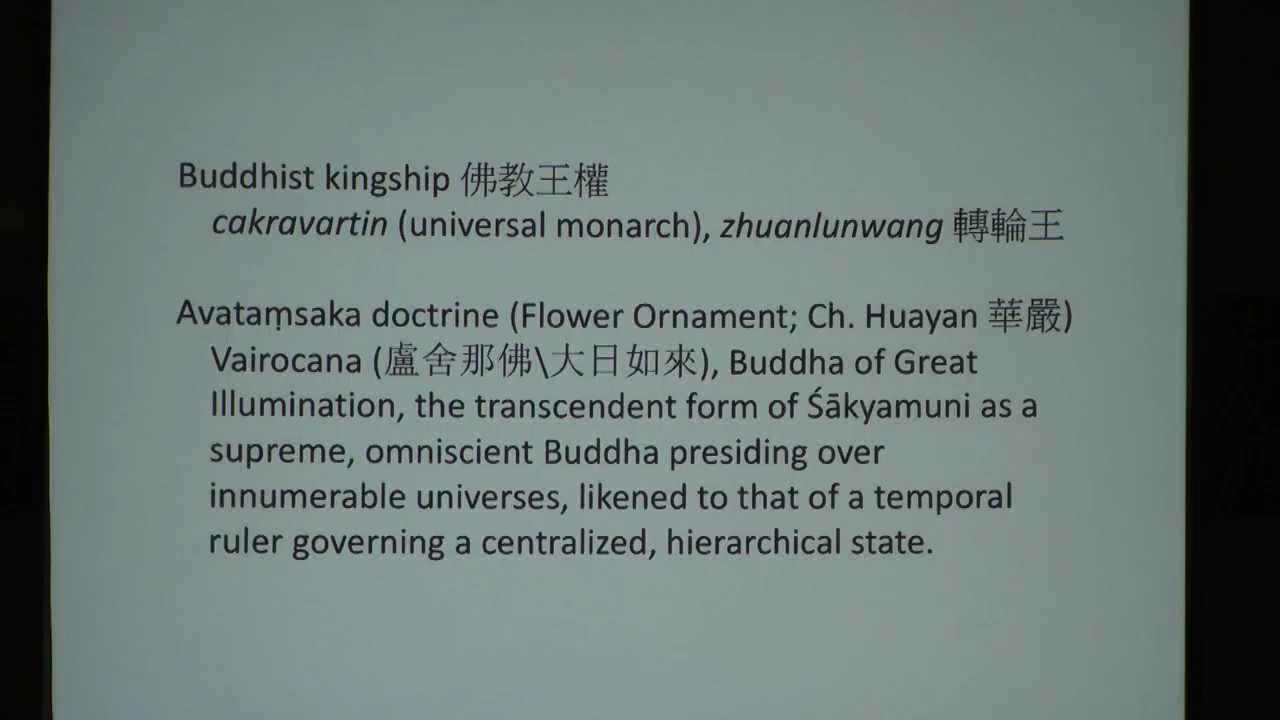 Buddhist kingship 佛教王權
cakravartin (universal monarch), zhuanlunwang 轉輪王
Avataṃsaka doctrine (Flower Ornament; Ch. Huayan 華嚴)
Vairocana (盧舍那佛\大日如來), Buddha of Great
Illumination, the transcendent form of Śākyamuni as a
supreme, omniscient Buddha presiding over
innumerable universes, likened to that of a temporal
ruler governing a centralized, hierarchical state.